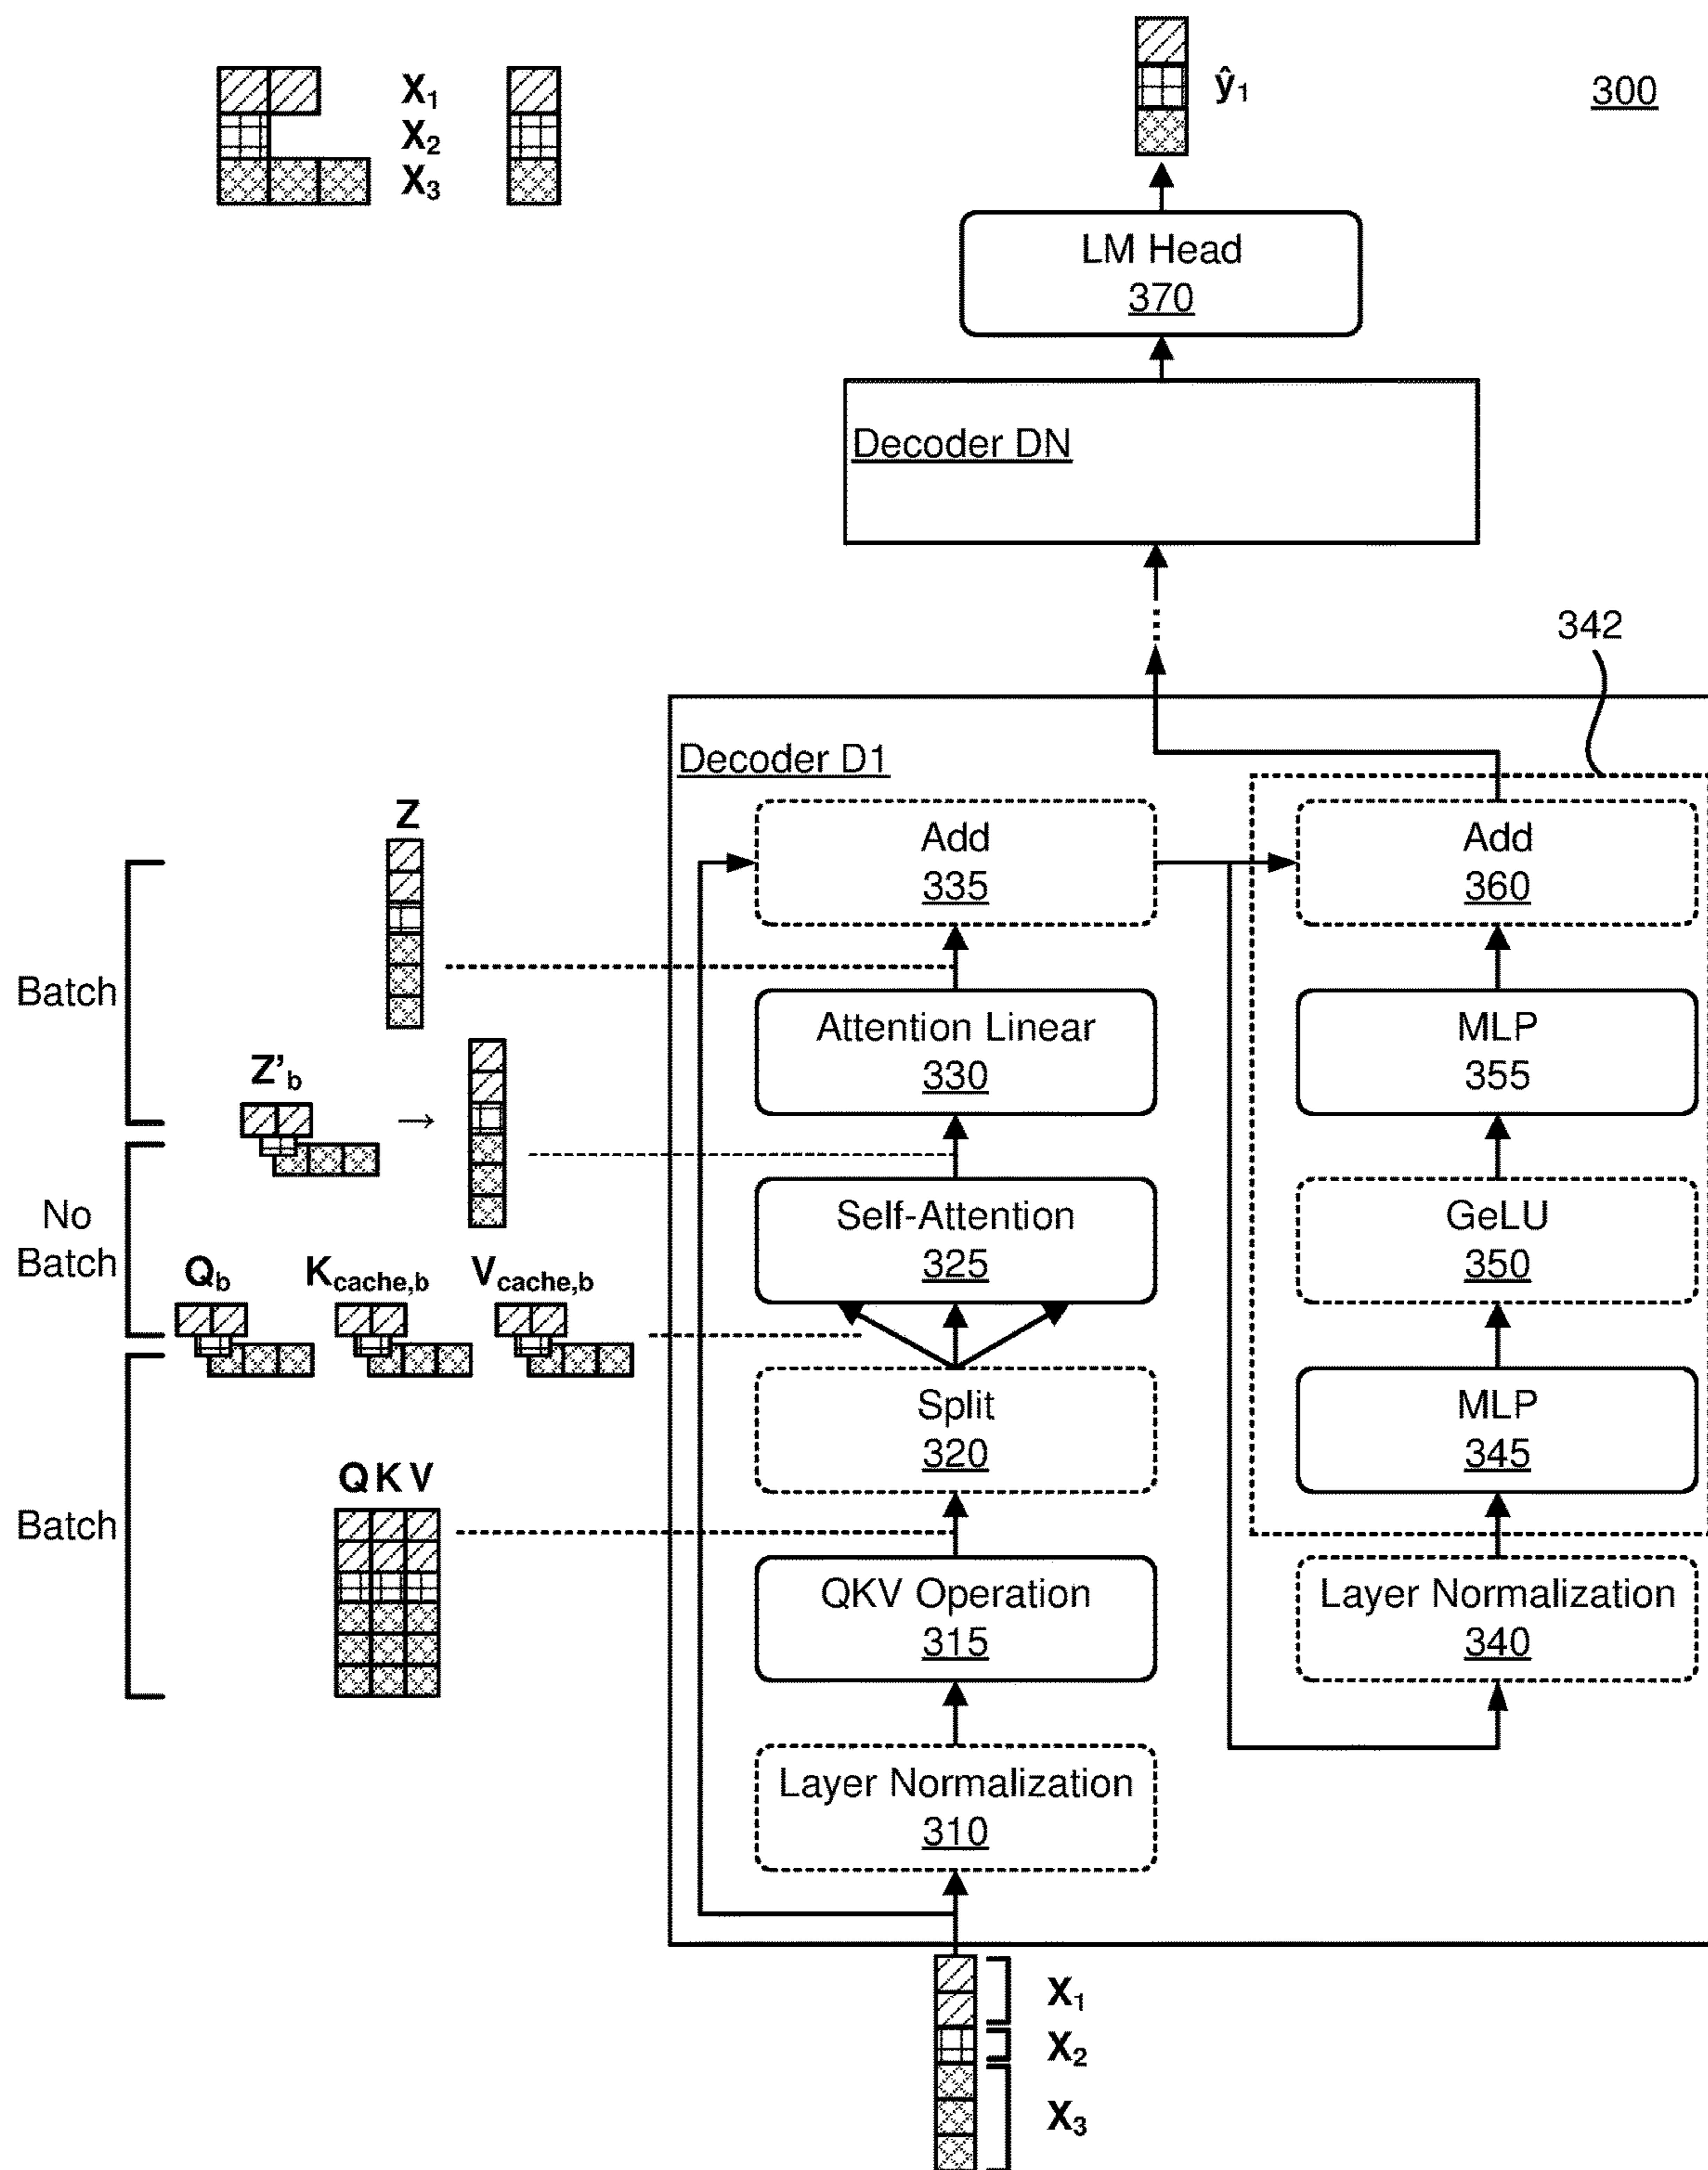 300
X₁
X₂
X₃
ŷ₁
LM Head
370
Decoder DN
342
Decoder D1
Z
Add
335
Add
360
Batch
Attention Linear
330
MLP
355
Z’b
→
No
Batch
Self-Attention
325
GeLU
350
Qb
Kcache,b
Vcache,b
Split
320
MLP
345
Q K V
Batch
QKV Operation
315
Layer Normalization
340
Layer Normalization
310
X₁
X₂
X₃